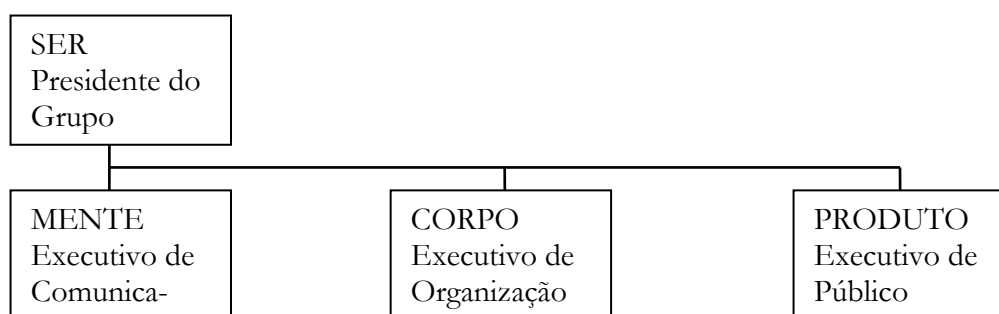 SER
Presidente do
Grupo
MENTE
Executivo de
Comunica-
CORPO
Executivo de
Organização
PRODUTO
Executivo de
Público